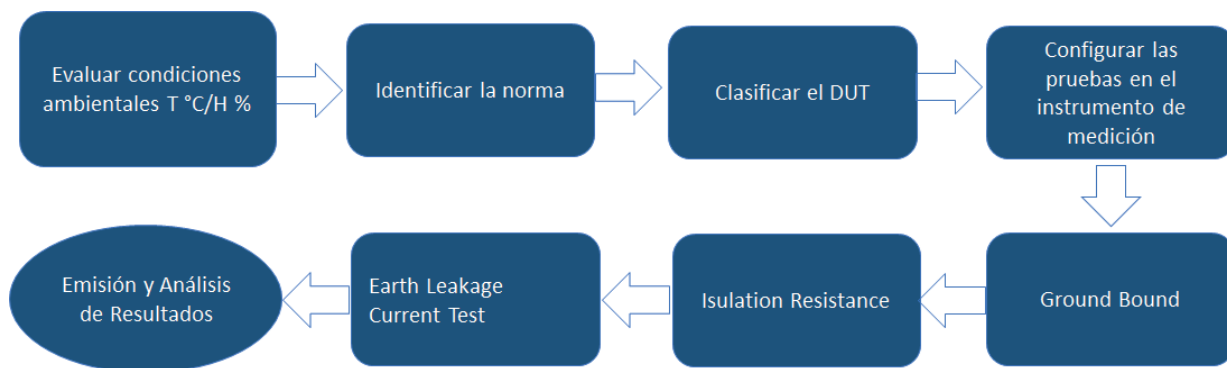 Evaluar condiciones
ambientales T °C/H %
Identificar la norma
Clasificar el DUT
Configurar las
pruebas en el
instrumento de
medición
Ground Bound
Isulation Resistance
Earth Leakage
Current Test
Emisión y Análisis
de Resultados